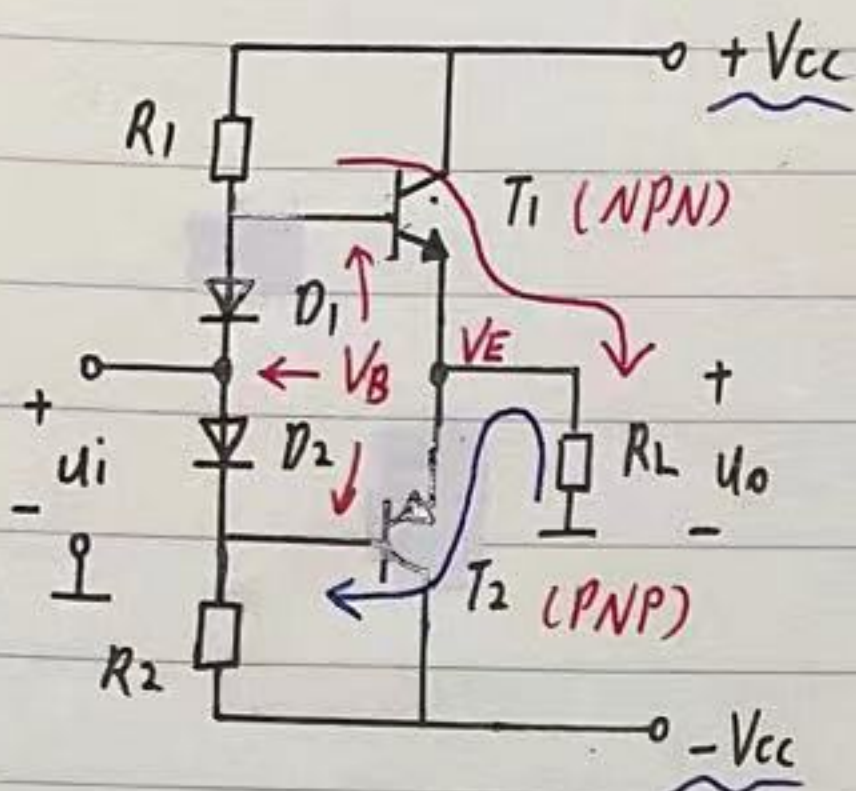 +Vcc
R1
T1 (NPN)
D1
VE
VB
+
+
D2
ui
RL
uo
-
-
T2 (PNP)
R2
-Vcc